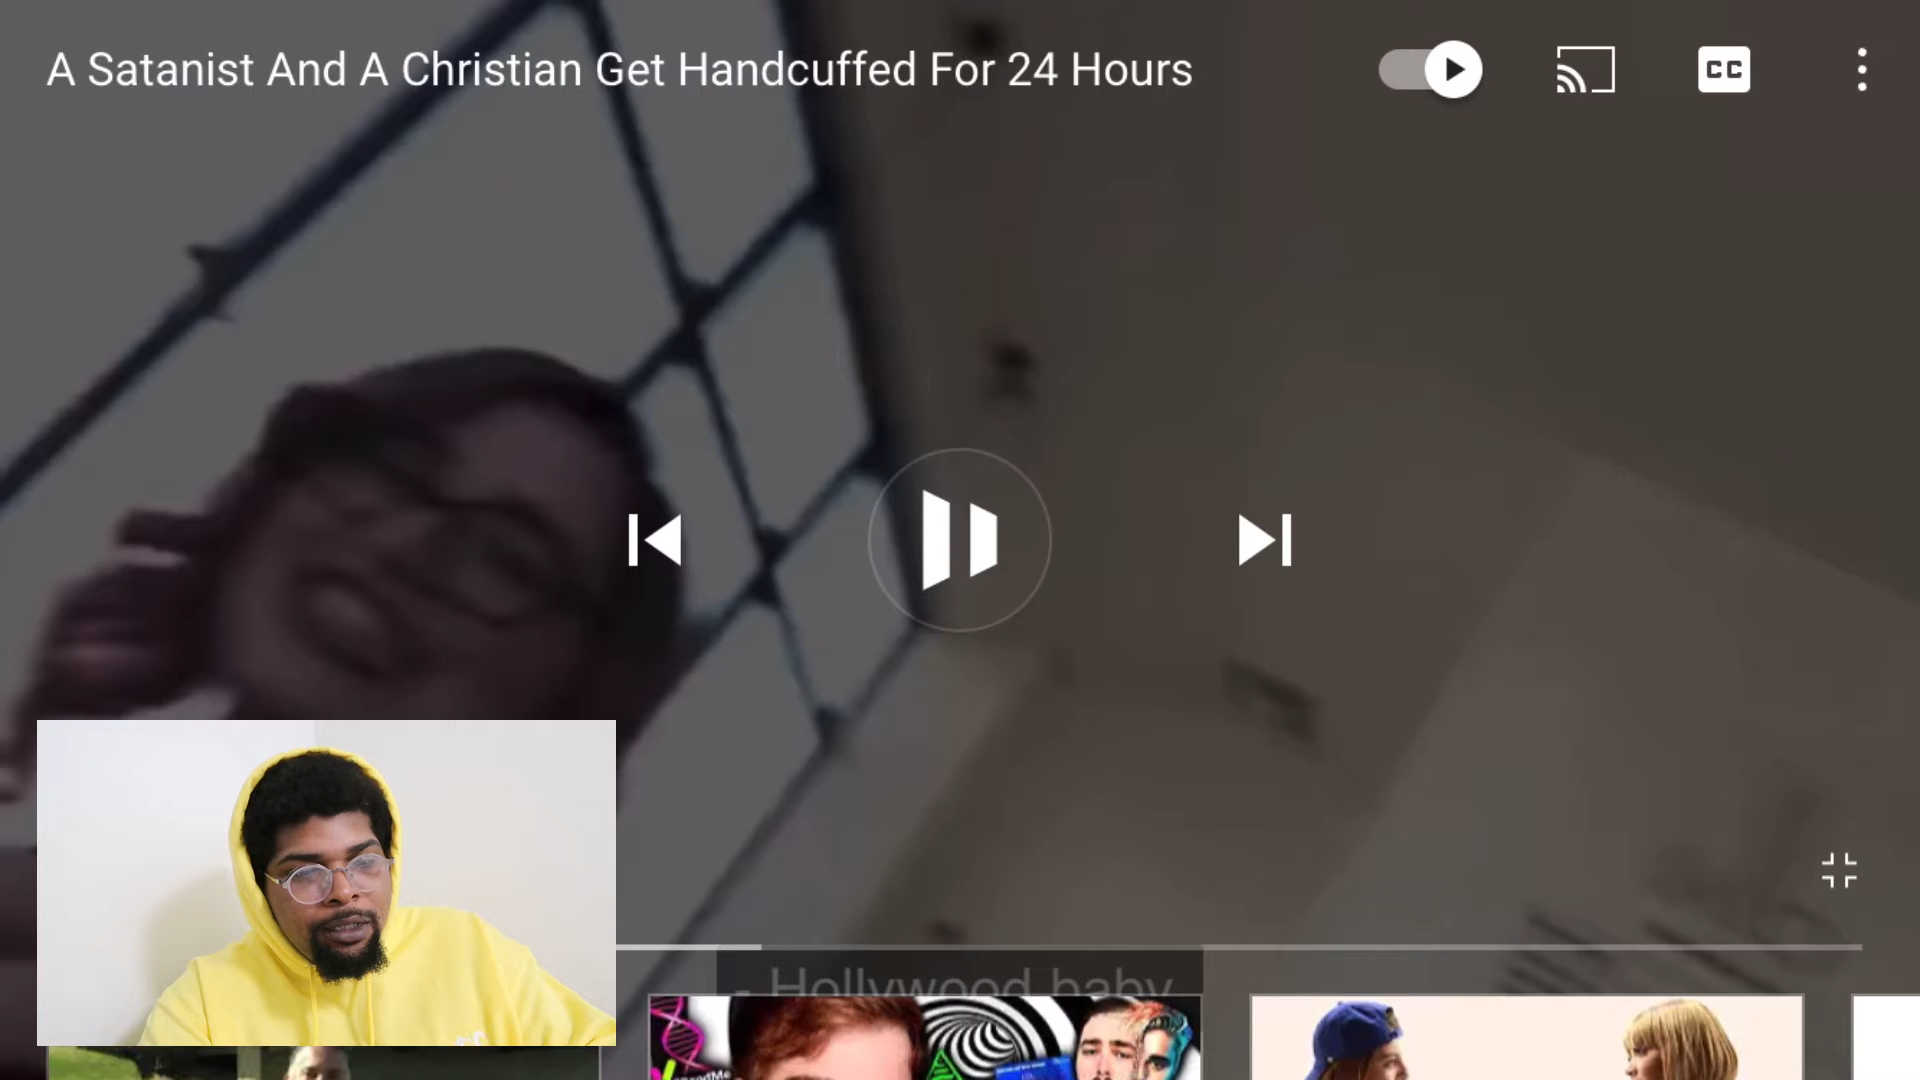 A Satanist And A Christian Get Handcuffed For 24 Hours
CC
- Hollywood baby